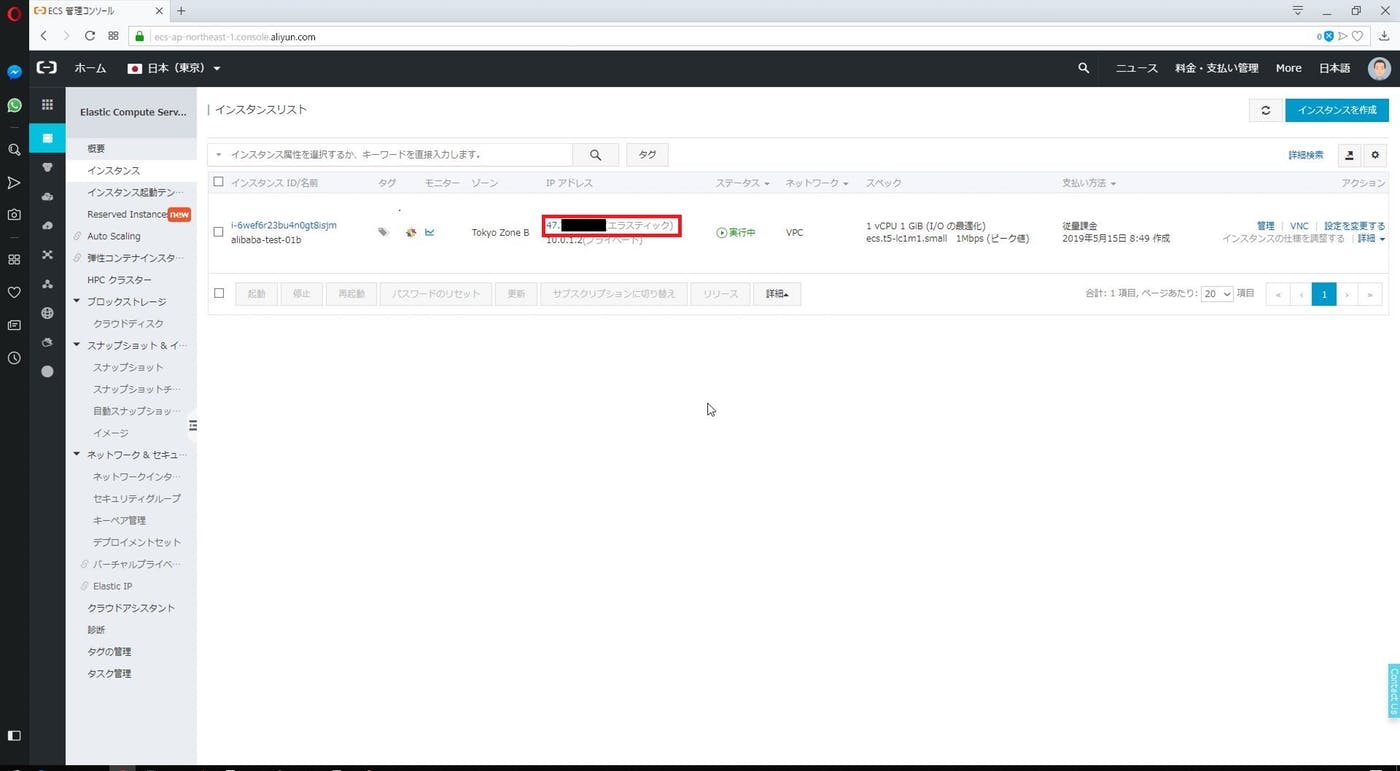 ECS 管理コンソール
ecs-ap-northeast-1.console.aliyun.com
0
ホーム
日本（東京）
ニュース
料金・支払い管理
More
日本語
Elastic Compute Serv...
概要
インスタンス
インスタンス起動テン...
Reserved Instances new
Auto Scaling
弾性コンテナインスタ...
HPC クラスター
ブロックストレージ
クラウドディスク
スナップショット & イ...
スナップショット
スナップショットチ...
自動スナップショッ...
イメージ
ネットワーク & セキュ...
ネットワークインタ...
セキュリティグループ
キーペア管理
デプロイメントセット
バーチャルプライベ...
Elastic IP
クラウドアシスタント
診断
タグの管理
タスク管理
インスタンスリスト
インスタンスを作成
インスタンス属性を選択するか、キーワードを直接入力します。
タグ
詳細検索
インスタンス ID/名前 タグ モニター ゾーン IP アドレス ステータス ネットワーク スペック 支払い方法 アクション
i-6wef6r23bu4n0gt8isjm
alibaba-test-01b
Tokyo Zone B
47. エラスティック)
10.0.1.2(プライベート)
実行中
VPC
1 vCPU 1 GiB (I/O の最適化)
ecs.t5-lc1m1.small 1Mbps (ピーク値)
従量課金
2019年5月15日 8:49 作成
管理 | VNC | 設定を変更する
インスタンスの仕様を調整する | 詳細
起動 停止 再起動 パスワードのリセット 更新 サブスクリプションに切り替え リリース 詳細
合計: 1 項目, ページあたり: 20 項目 « ‹ 1 › »
Contact Us